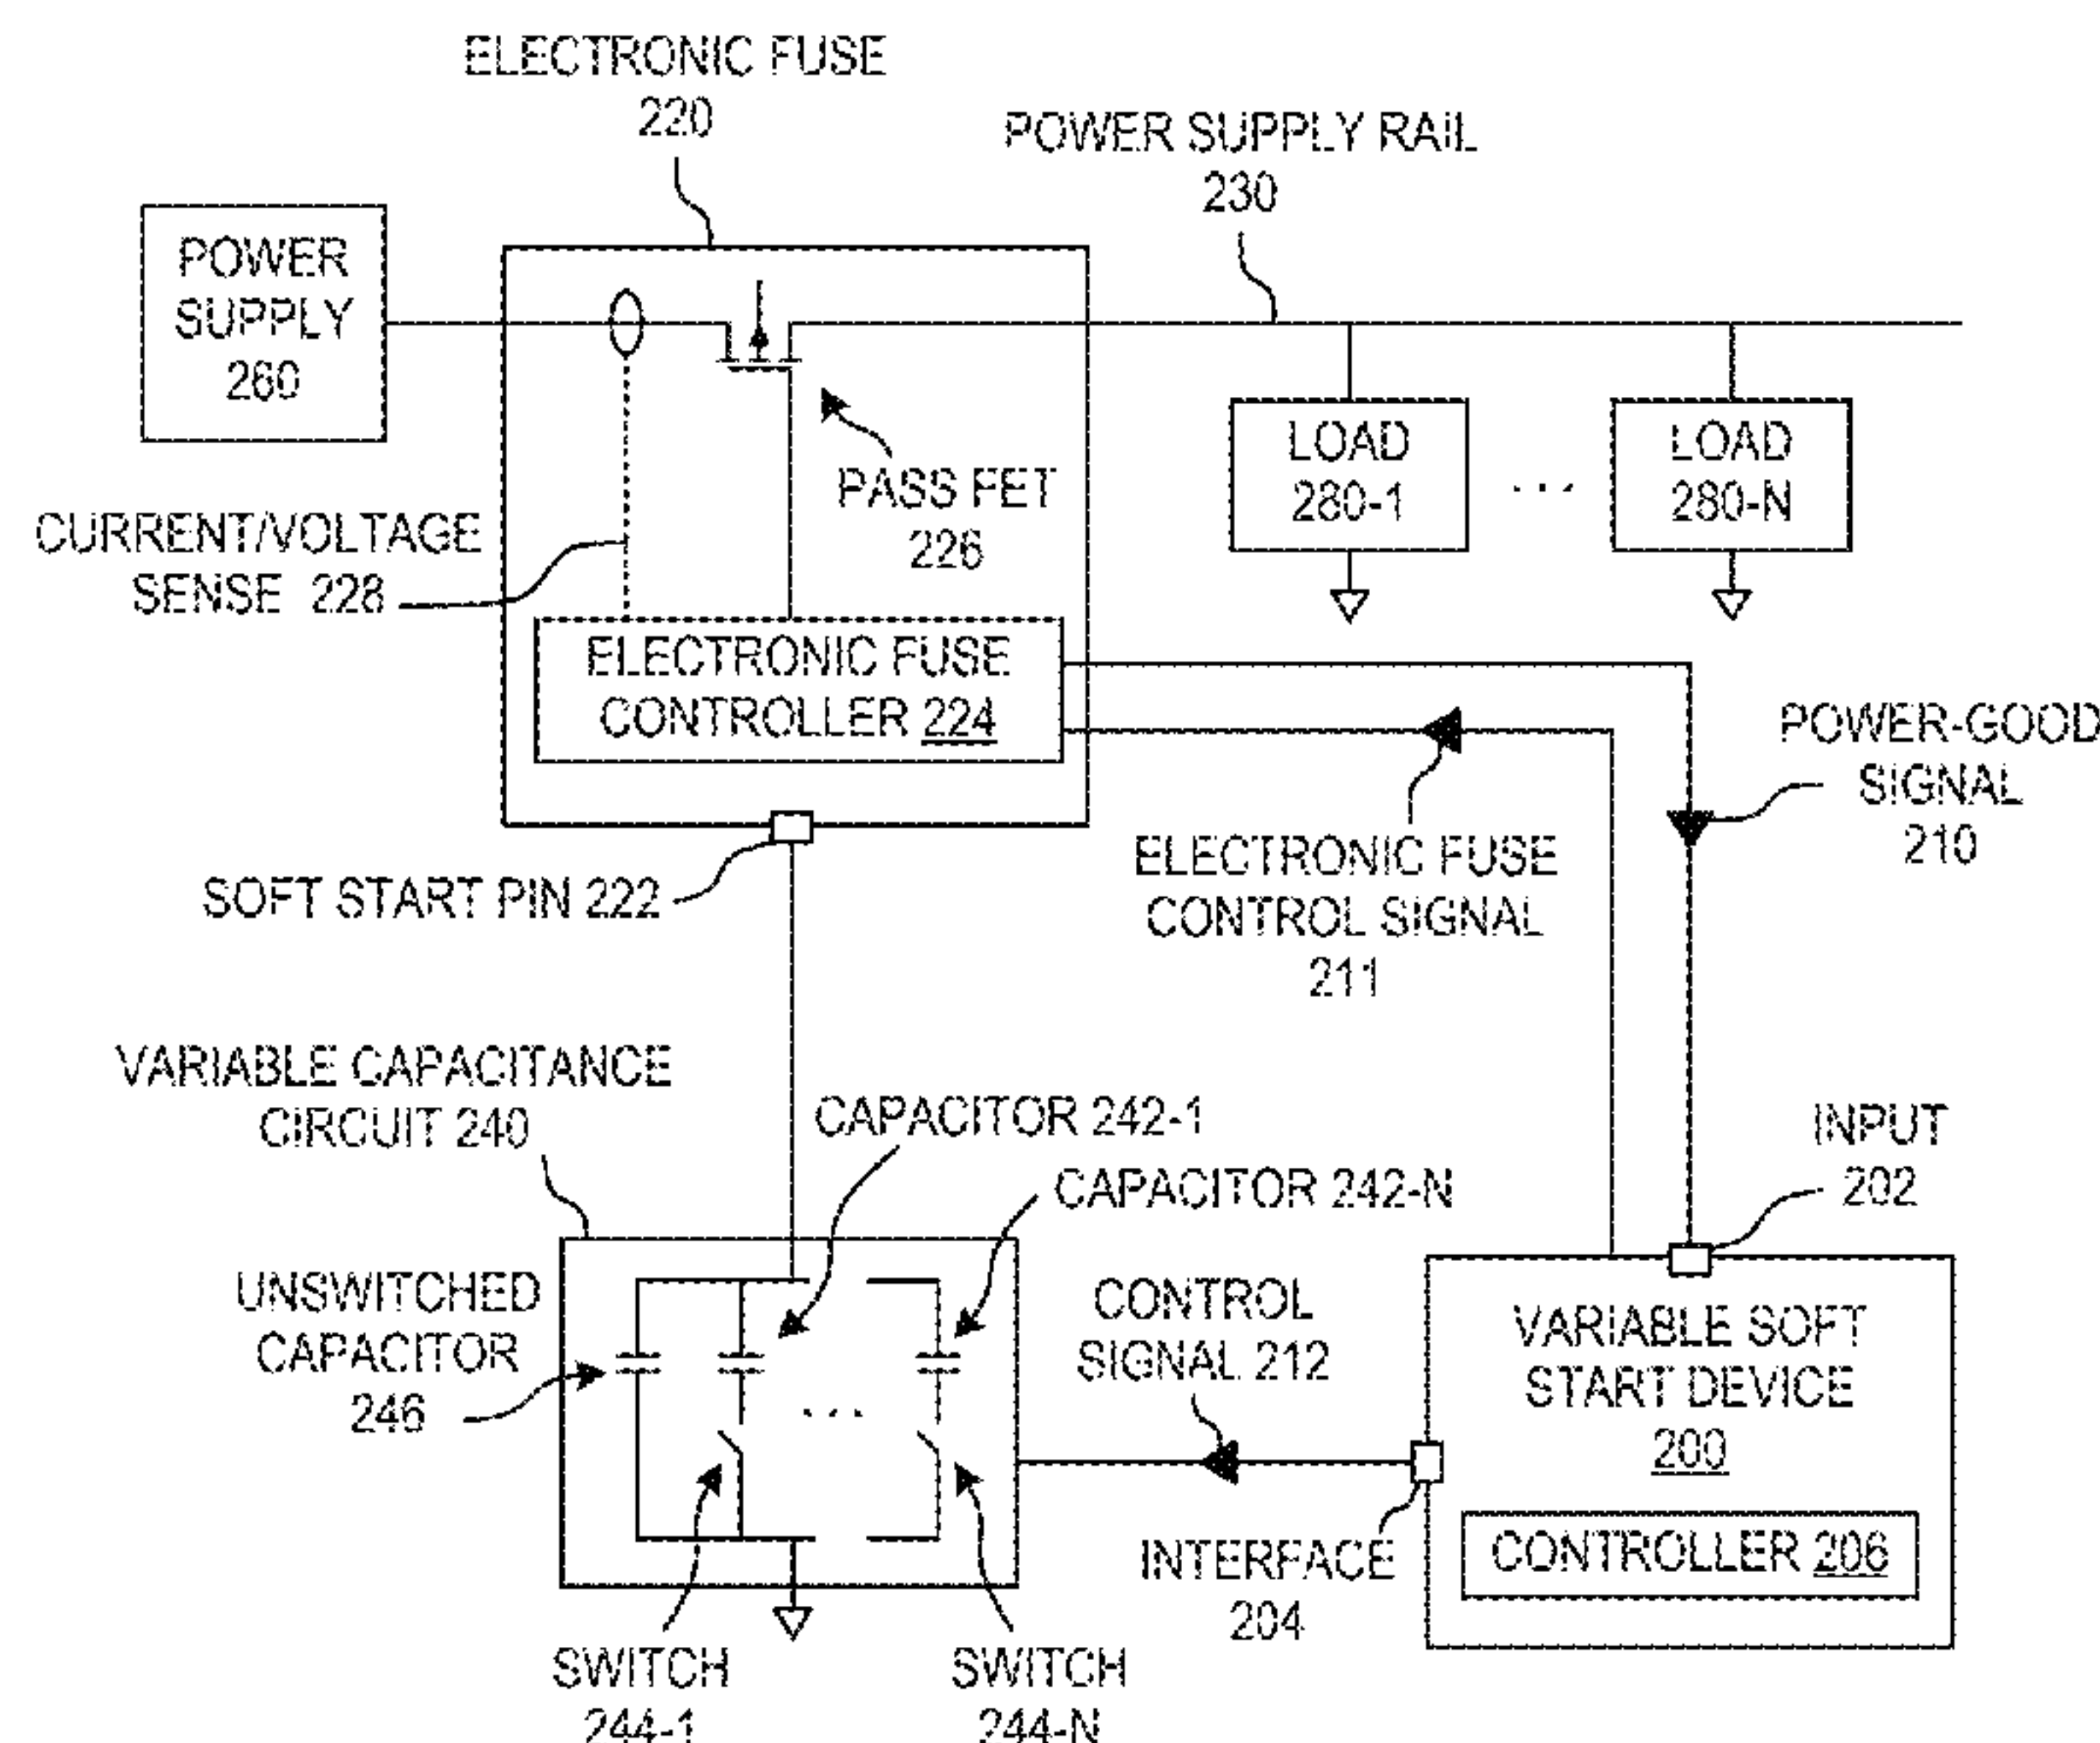 ELECTRONIC FUSE
220
POWER SUPPLY RAIL
230
POWER
SUPPLY
260
PASS FET
226
LOAD
280-1
...
LOAD
280-N
CURRENT/VOLTAGE
SENSE 228
ELECTRONIC FUSE
CONTROLLER 224
POWER-GOOD
SIGNAL
210
ELECTRONIC FUSE
CONTROL SIGNAL
211
SOFT START PIN 222
VARIABLE CAPACITANCE
CIRCUIT 240
CAPACITOR 242-1
CAPACITOR 242-N
INPUT
202
UNSWITCHED
CAPACITOR
246
...
CONTROL
SIGNAL 212
VARIABLE SOFT
START DEVICE
200
CONTROLLER 206
INTERFACE
204
SWITCH
244-1
SWITCH
244-N